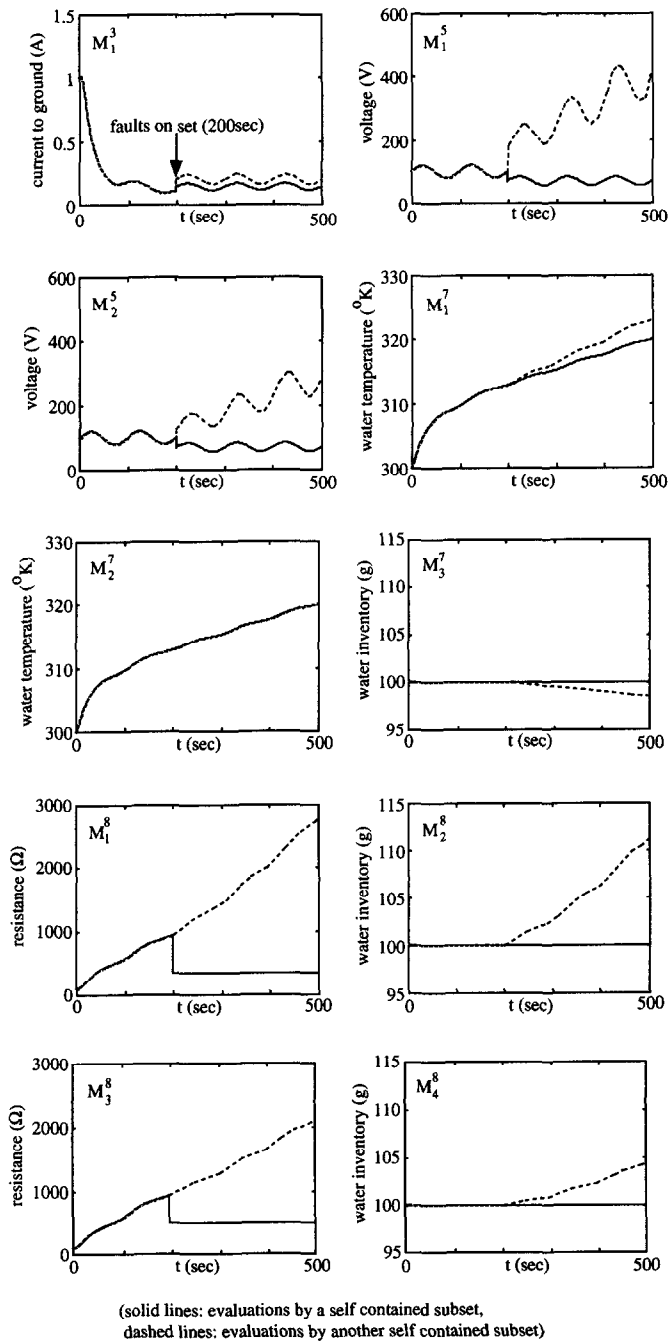 1.5
M₁³
current to ground (A)
1
faults on set (200sec)
0.5
0
0
t (sec)
500
600
M₁⁵
voltage (V)
400
200
0
0
t (sec)
500
600
M₂⁵
voltage (V)
400
200
0
0
t (sec)
500
330
M₁⁷
water temperature (°K)
320
310
300
0
t (sec)
500
330
M₂⁷
water temperature (°K)
320
310
300
0
t (sec)
500
115
M₃⁷
water inventory (g)
110
105
100
95
0
t (sec)
500
3000
M₁⁸
resistance (Ω)
2000
1000
0
0
t (sec)
500
115
M₂⁸
water inventory (g)
110
105
100
95
0
t (sec)
500
3000
M₃⁸
resistance (Ω)
2000
1000
0
0
t (sec)
500
115
M₄⁸
water inventory (g)
110
105
100
95
0
t (sec)
500
(solid lines: evaluations by a self contained subset,
dashed lines: evaluations by another self contained subset)